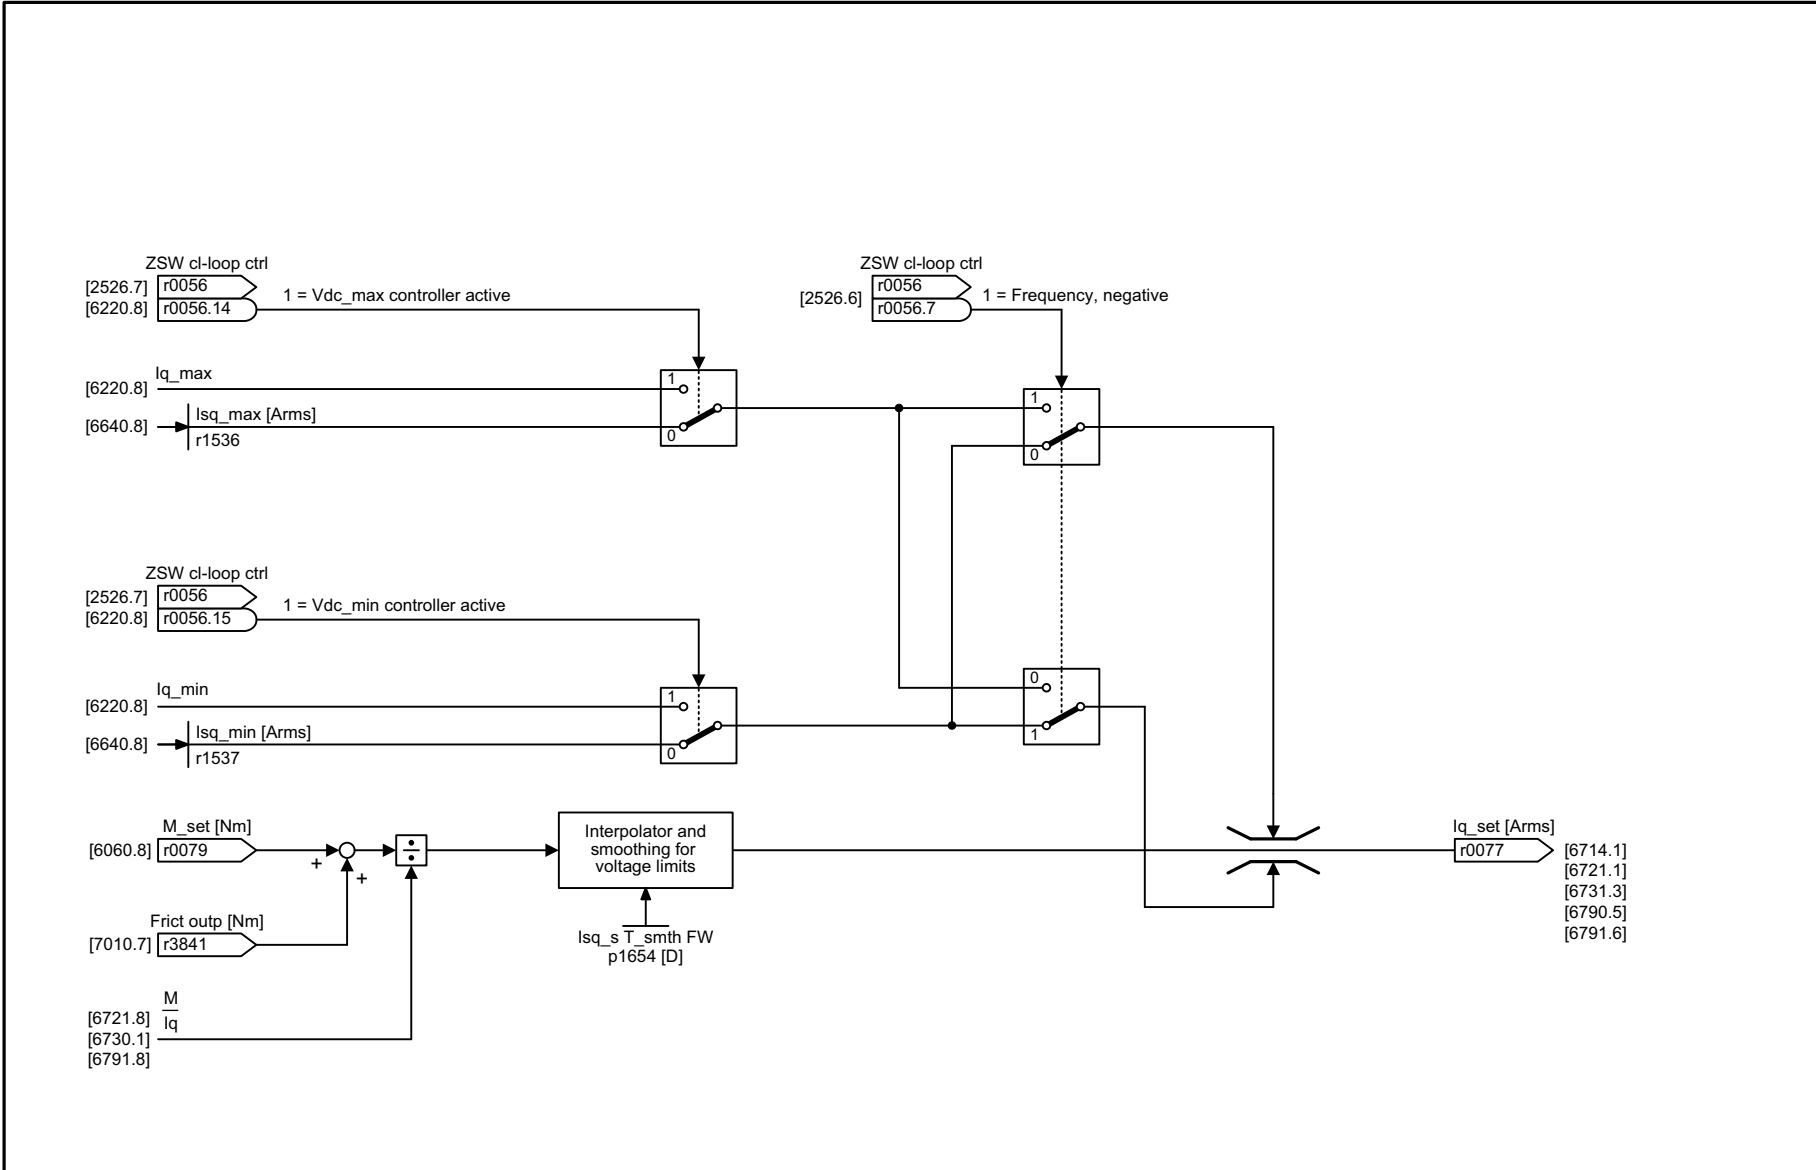 ZSW cl-loop ctrl
[2526.7] r0056
[6220.8] r0056.14
1 = Vdc_max controller active
ZSW cl-loop ctrl
[2526.6]
r0056
r0056.7
1 = Frequency, negative
Iq_max
[6220.8]
1
Isq_max [Arms]
[6640.8]
r1536
0
1
0
ZSW cl-loop ctrl
[2526.7] r0056
[6220.8] r0056.15
1 = Vdc_min controller active
Iq_min
[6220.8]
1
Isq_min [Arms]
[6640.8]
r1537
0
0
1
M_set [Nm]
[6060.8] r0079
+
+
÷
Interpolator and
smoothing for
voltage limits
Isq_s T_smth FW
p1654 [D]
Frict outp [Nm]
[7010.7] r3841
M
Iq
[6721.8]
[6730.1]
[6791.8]
Iq_set [Arms]
r0077
[6714.1]
[6721.1]
[6731.3]
[6790.5]
[6791.6]